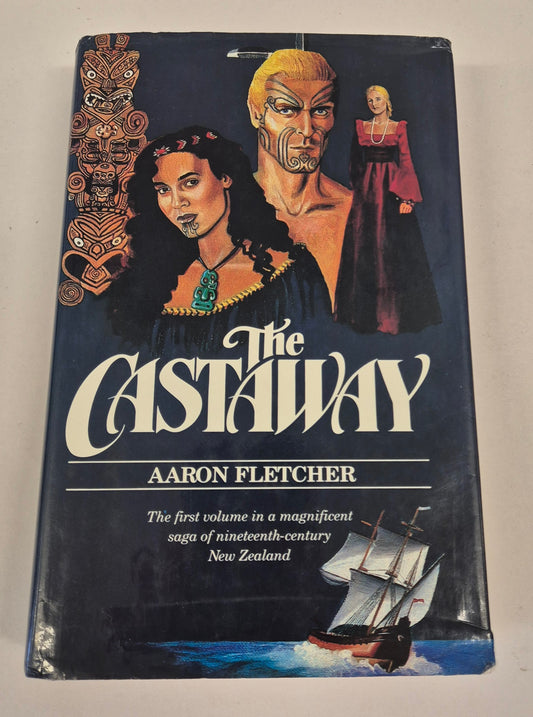 The
CASTAWAY
AARON FLETCHER
The first volume in a magnificent
saga of nineteenth-century
New Zealand